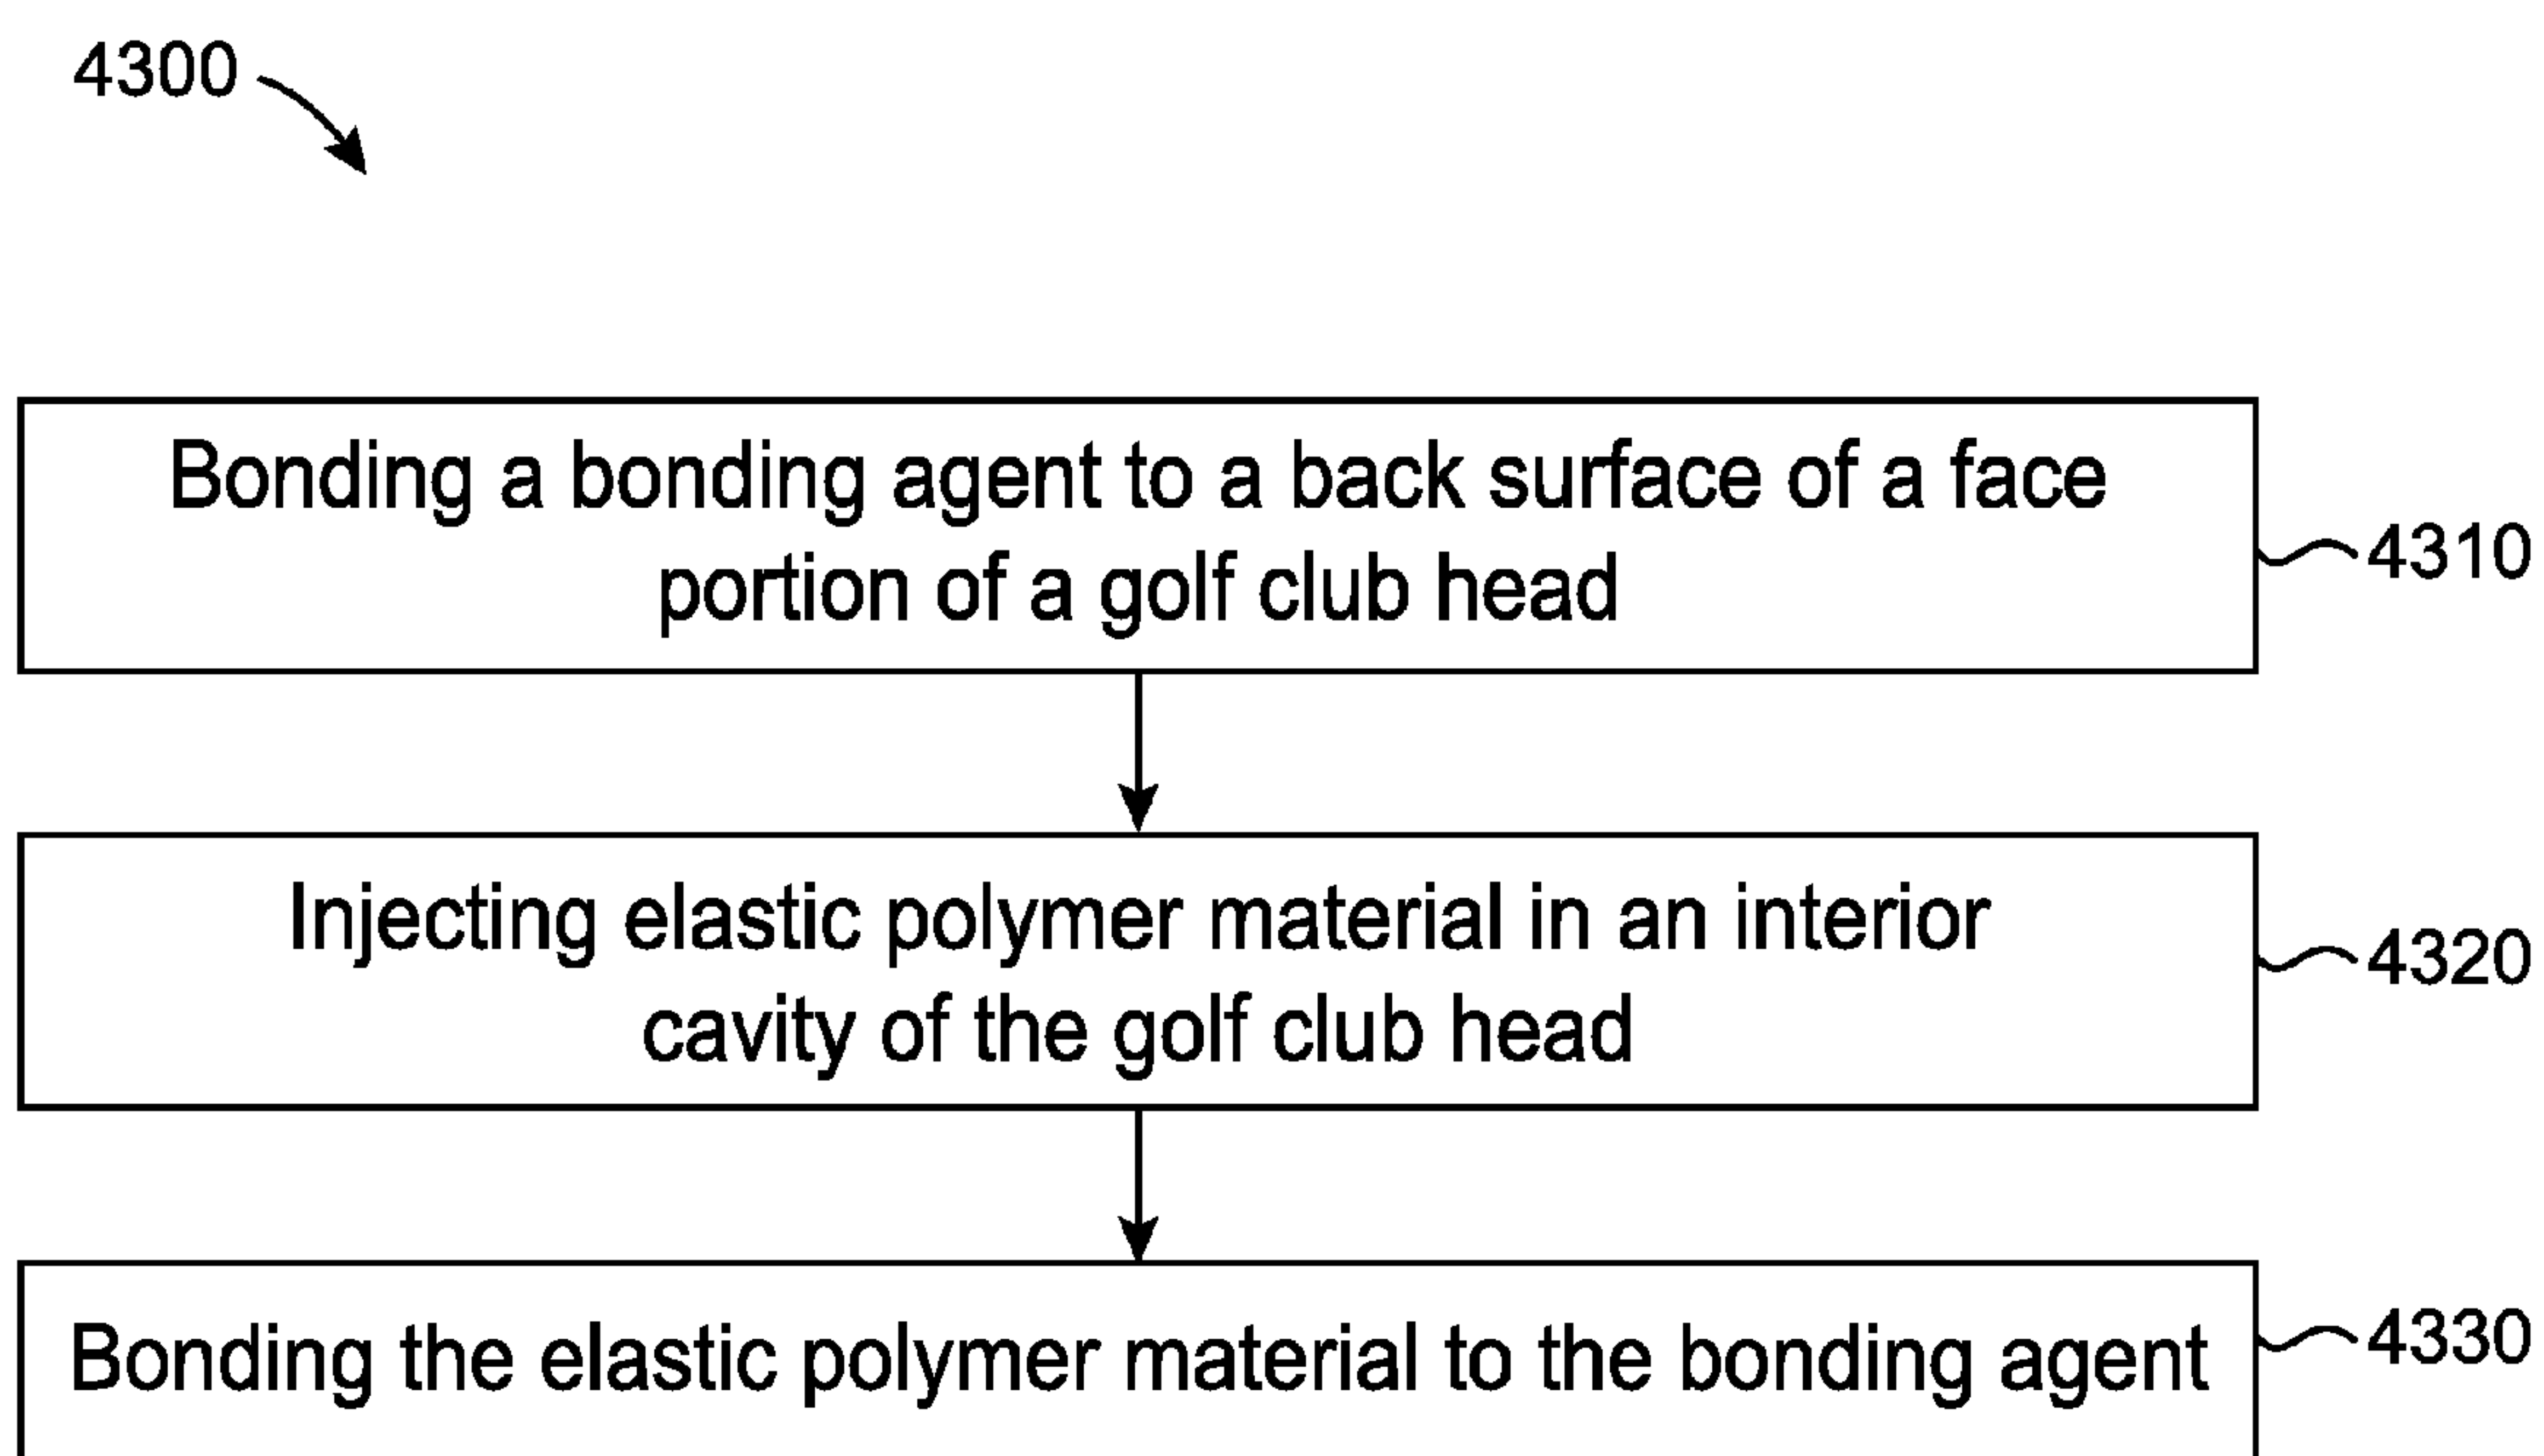 4300
Bonding a bonding agent to a back surface of a face
portion of a golf club head
4310
Injecting elastic polymer material in an interior
cavity of the golf club head
4320
Bonding the elastic polymer material to the bonding agent
4330